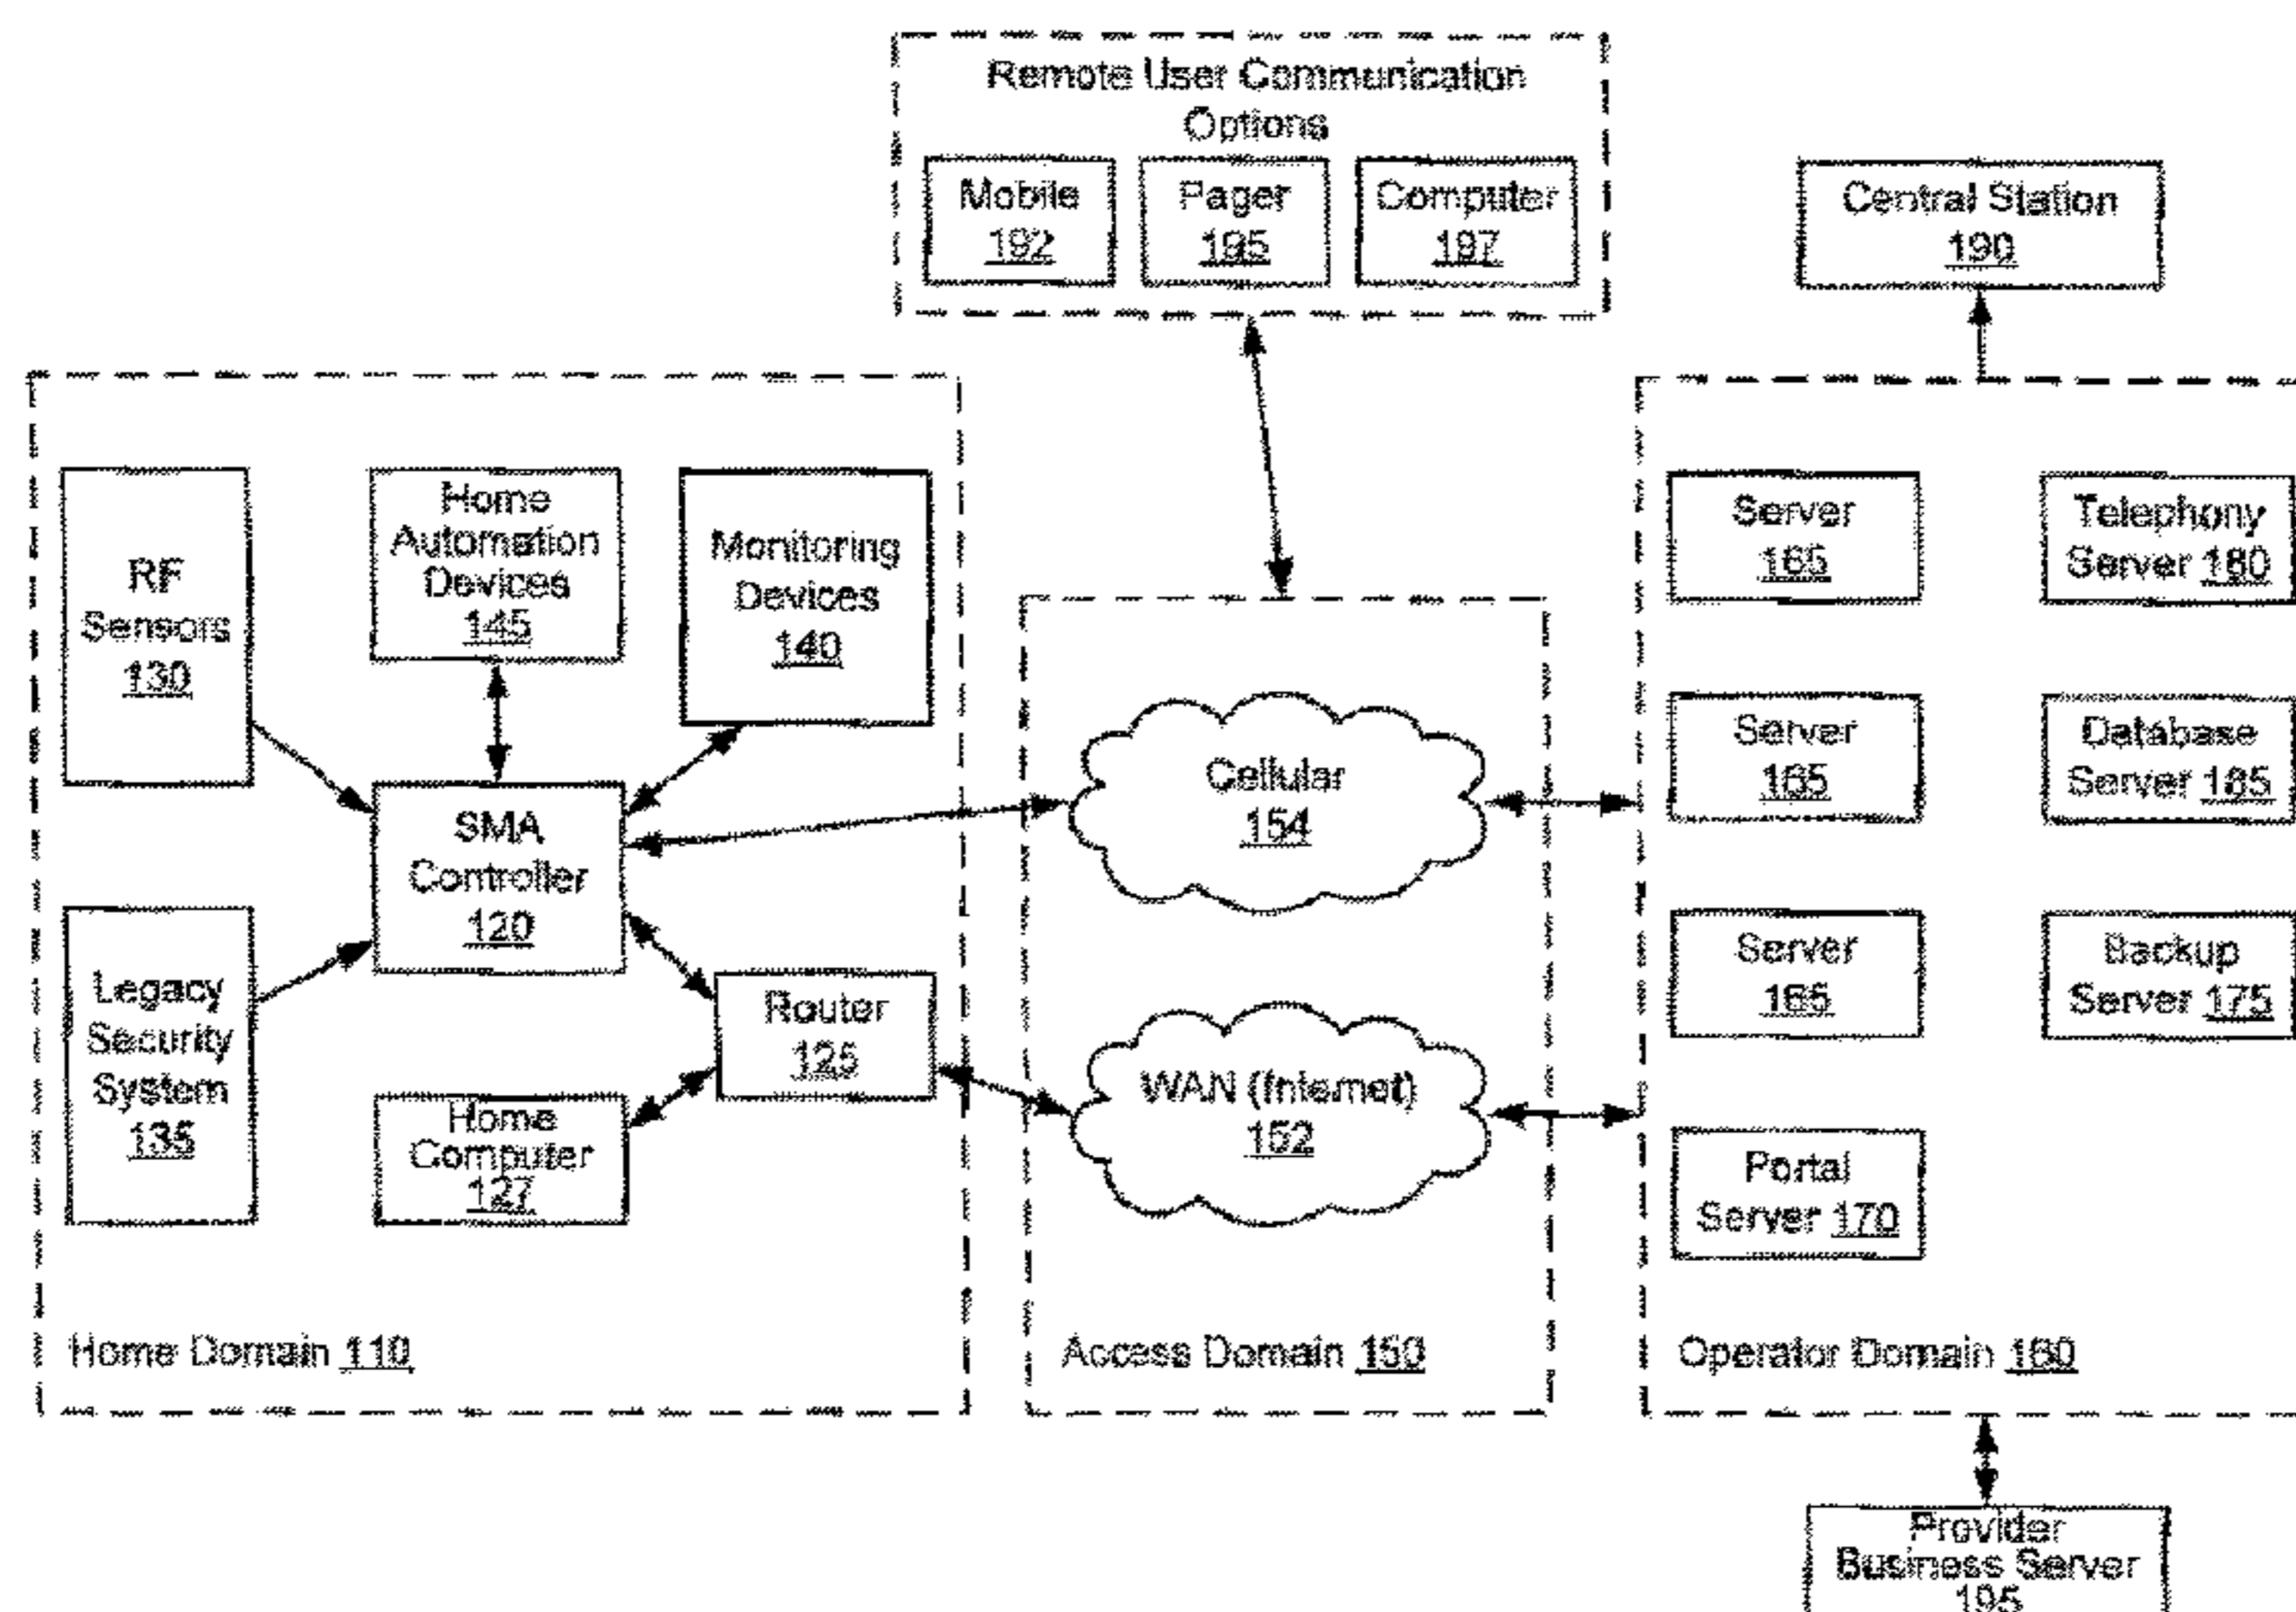 Remote User Communication
Options
Mobile
192
Pager
195
Computer
197
Central Station
190
RF
Sensors
130
Home
Automation
Devices
145
Monitoring
Devices
140
SMA
Controller
120
Legacy
Security
System
135
Router
125
Home
Computer
127
Home Domain 110
Cellular
154
WAN (Internet)
152
Access Domain 150
Server
165
Telephony
Server 180
Server
165
Database
Server 185
Server
165
Backup
Server 175
Portal
Server 170
Operator Domain 160
Provider
Business Server
195